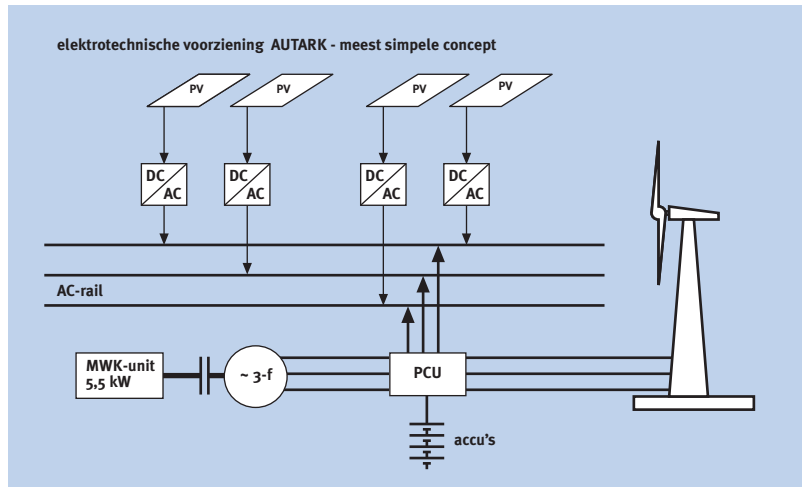 elektrotechnische voorziening AUTARK - meest simpele concept
PV
PV
PV
PV
DC
AC
DC
AC
DC
AC
DC
AC
AC-rail
MWK-unit
5,5 kW
~ 3-f
PCU
accu's